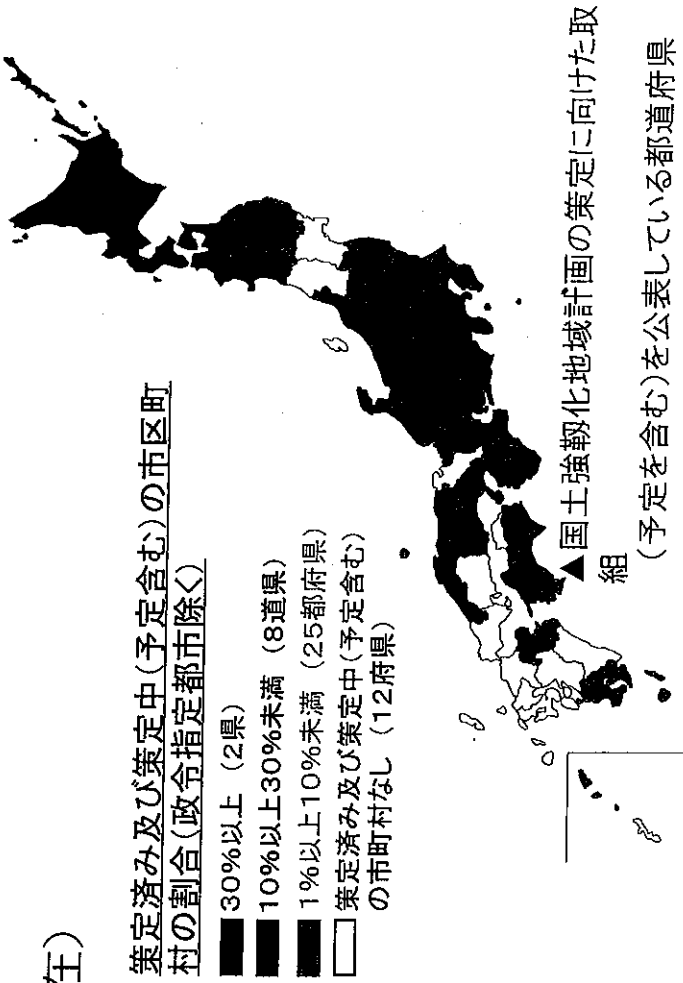 在）
策定済み及び策定中（予定含む）の市区町
村の割合（政令指定都市除く）
30%以上（2県）
10%以上30%未満（8道県）
1%以上10%未満（25都府県）
策定済み及び策定中（予定含む）
の市町村なし（12府県）
▲国土強靱化地域計画の策定に向けた取
組
（予定を含む）を公表している都道府県